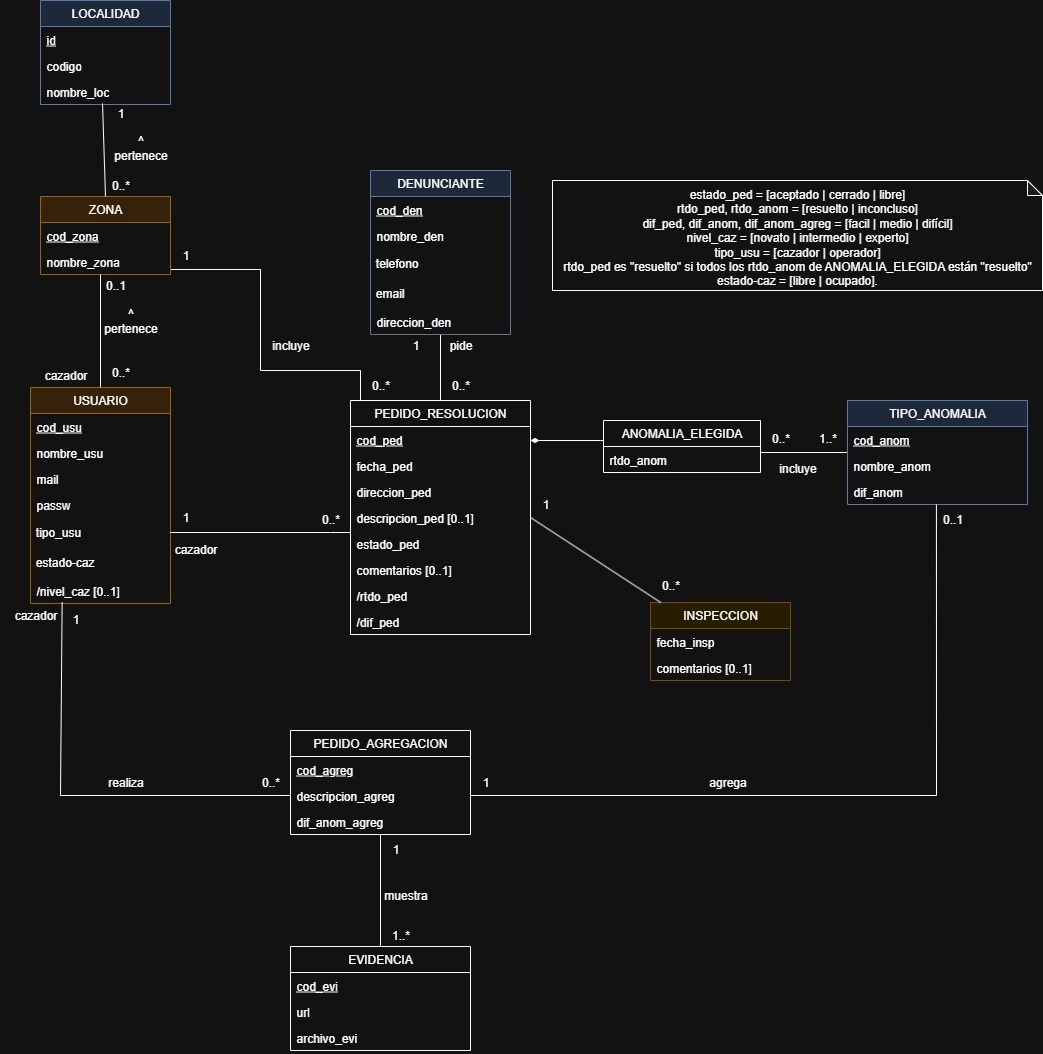 LOCALIDAD
id
codigo
nombre_loc
1
^
pertenece
0..*
ZONA
cod_zona
nombre_zona
1
0..1
^
pertenece
cazador
0..*
incluye
0..*
DENUNCIANTE
cod_den
nombre_den
telefono
email
direccion_den
1
pide
0..*
estado_ped = [aceptado | cerrado | libre]
rtdo_ped, rtdo_anom = [resuelto | inconcluso]
dif_ped, dif_anom, dif_anom_agreg = [facil | medio | difícil]
nivel_caz = [novato | intermedio | experto]
tipo_usu = [cazador | operador]
rtdo_ped es "resuelto" si todos los rtdo_anom de ANOMALIA_ELEGIDA están "resuelto"
estado-caz = [libre | ocupado].
USUARIO
cod_usu
nombre_usu
mail
passw
tipo_usu
estado-caz
/nivel_caz [0..1]
1
cazador
0..*
cazador
1
PEDIDO_RESOLUCION
cod_ped
fecha_ped
direccion_ped
descripcion_ped [0..1]
estado_ped
comentarios [0..1]
/rtdo_ped
/dif_ped
ANOMALIA_ELEGIDA
rtdo_anom
0..*
1..*
incluye
TIPO_ANOMALIA
cod_anom
nombre_anom
dif_anom
0..1
1
0..*
INSPECCION
fecha_insp
comentarios [0..1]
realiza
0..*
PEDIDO_AGREGACION
cod_agreg
descripcion_agreg
dif_anom_agreg
1
agrega
1
muestra
1..*
EVIDENCIA
cod_evi
url
archivo_evi